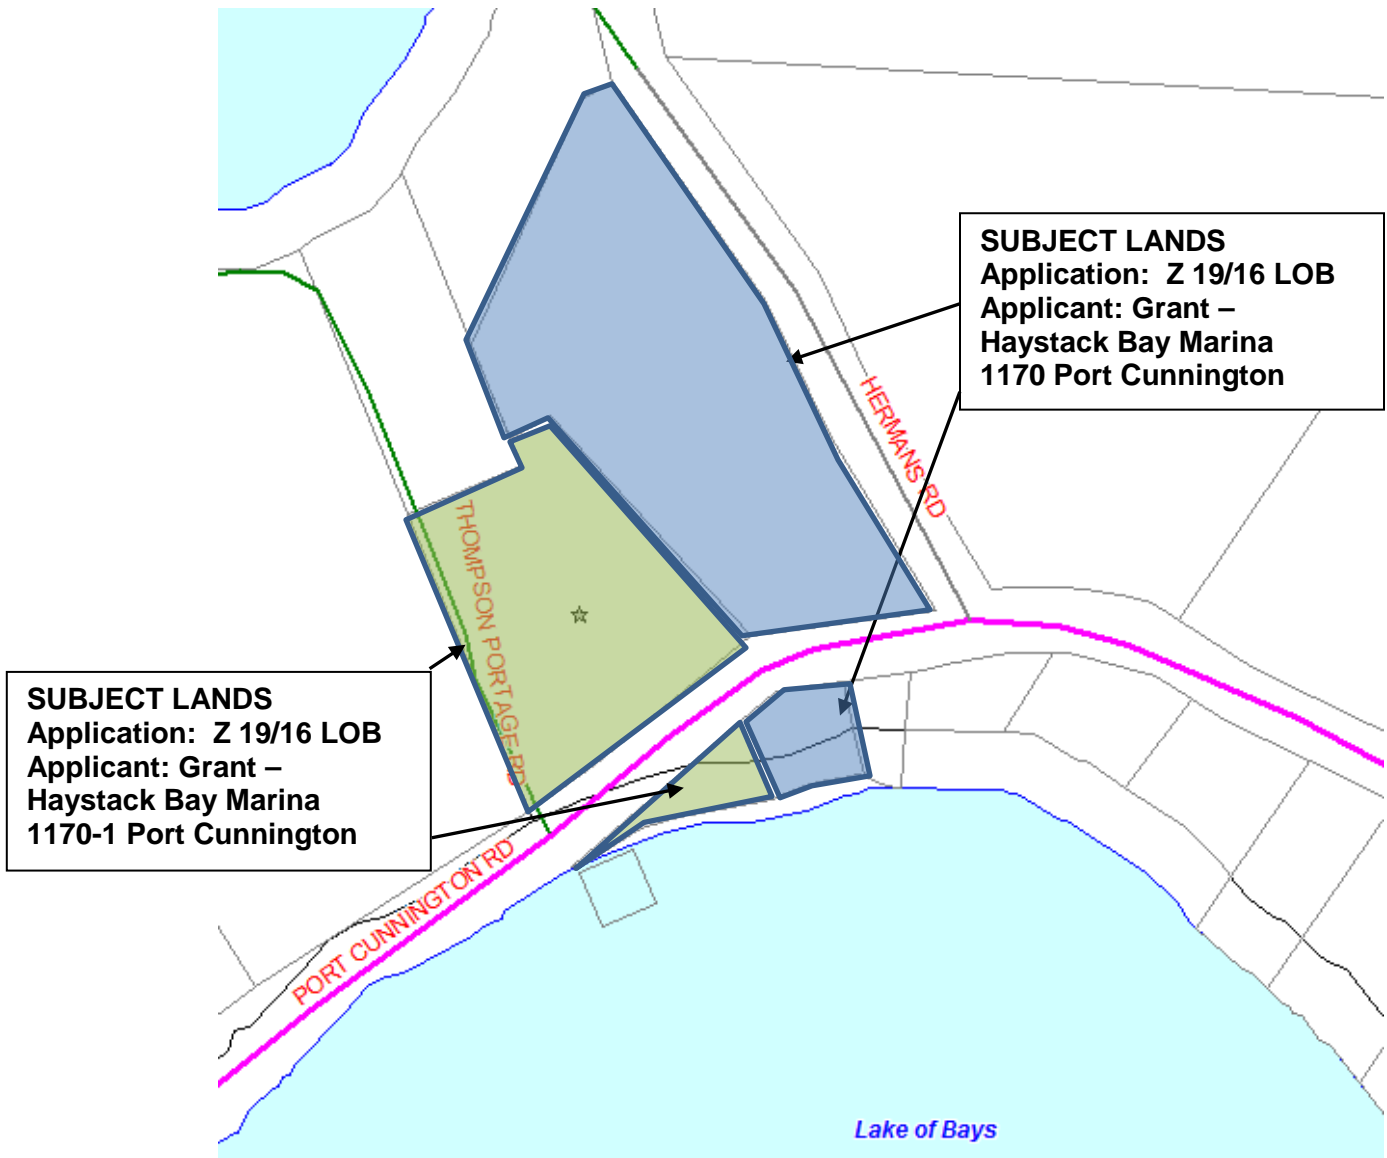 SUBJECT LANDS
Application:  Z 19/16 LOB
Applicant: Grant –
Haystack Bay Marina
1170 Port Cunnington
HERMANS RD
THOMPSON PORTAGE RD
SUBJECT LANDS
Application:  Z 19/16 LOB
Applicant: Grant –
Haystack Bay Marina
1170-1 Port Cunnington
PORT CUNNINGTON RD
Lake of Bays